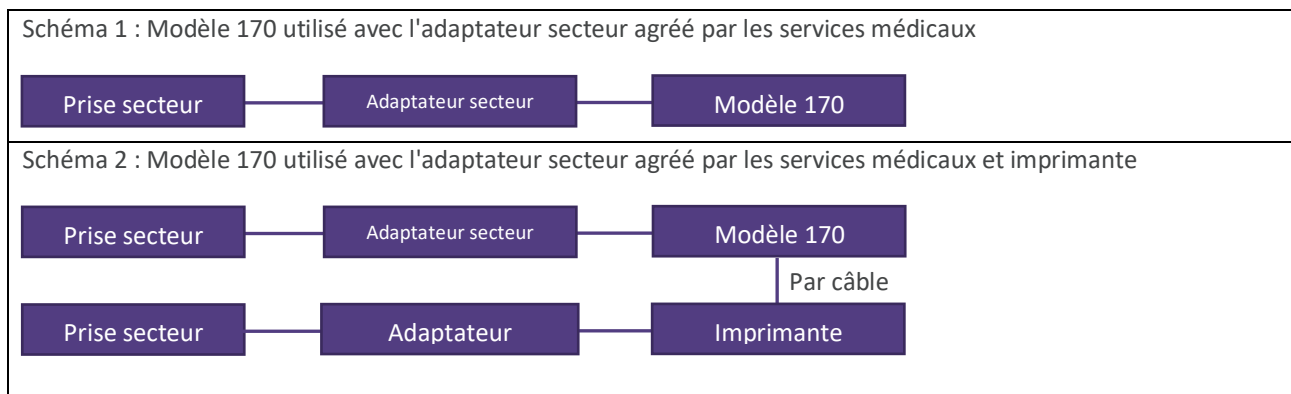 Schéma 1 : Modèle 170 utilisé avec l'adaptateur secteur agréé par les services médicaux
Prise secteur Adaptateur secteur Modèle 170
Schéma 2 : Modèle 170 utilisé avec l'adaptateur secteur agréé par les services médicaux et imprimante
Prise secteur Adaptateur secteur Modèle 170
Par câble
Prise secteur Adaptateur Imprimante